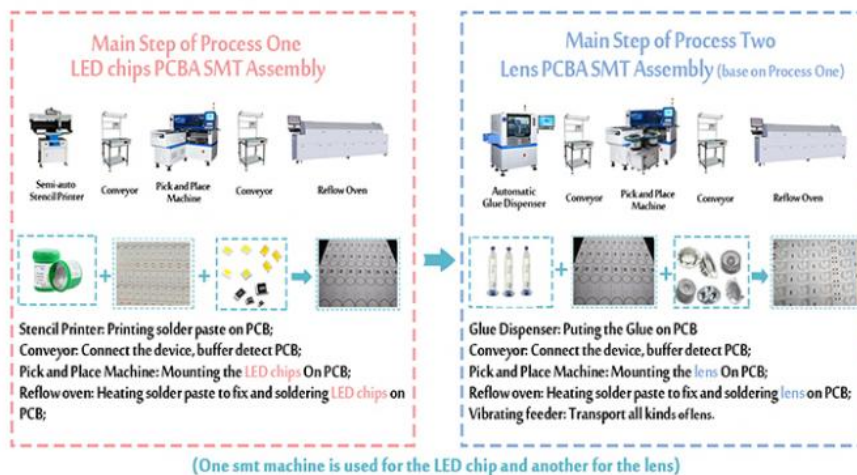 Main Step of Process One
LED chips PCBA SMT Assembly
Semi-auto
Stencil Printer
Conveyor
Pick and Place
Machine
Conveyor
Reflow Oven
Stencil Printer: Printing solder paste on PCB;
Conveyor: Connect the device, buffer detect PCB;
Pick and Place Machine: Mounting the LED chips On PCB;
Reflow oven: Heating solder paste to fix and soldering LED chips on
PCB;
Main Step of Process Two
Lens PCBA SMT Assembly (base on Process One)
Automatic
Glue Dispenser
Conveyor
Pick and Place
Machine
Conveyor
Reflow Oven
Glue Dispenser: Puting the Glue on PCB
Conveyor: Connect the device, buffer detect PCB;
Pick and Place Machine: Mounting the lens On PCB;
Reflow oven: Heating solder paste to fix and soldering lens on PCB;
Vibrating feeder: Transport all kinds of lens.
(One smt machine is used for the LED chip and another for the lens)